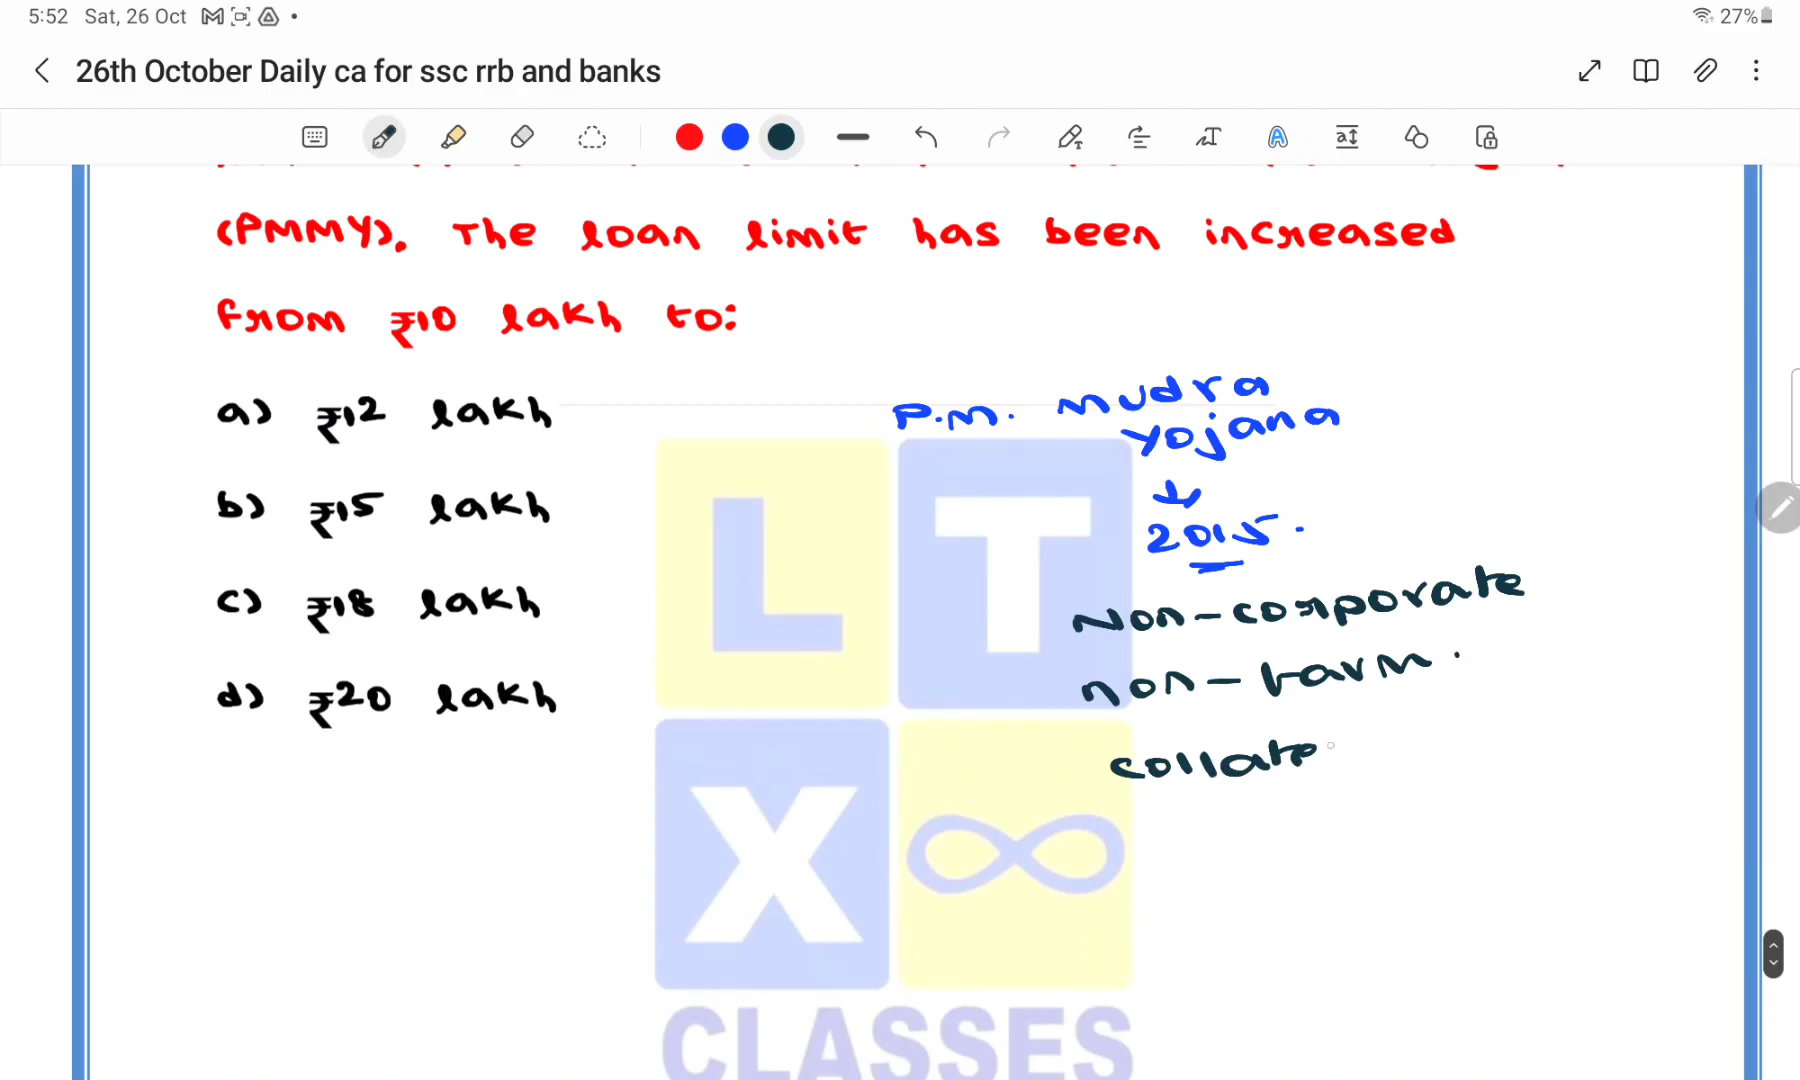 5:52 Sat, 26 Oct
27%
26th October Daily ca for ssc rrb and banks
(PMMY). The loan limit has been increased
from ₹10 lakh to:
a) ₹12 lakh
b) ₹15 lakh
c) ₹18 lakh
d) ₹20 lakh
P.M. Mudra
Yojana
2015.
Non-corporate
non-farm.
collate
L T
X ∞
CLASSES